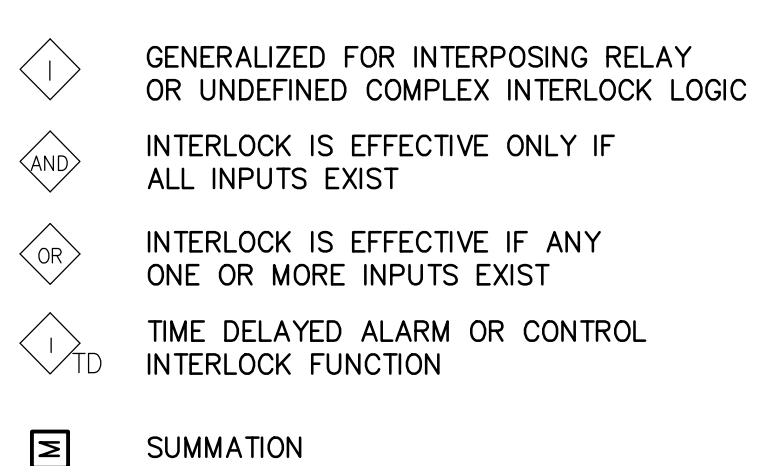 I
GENERALIZED FOR INTERPOSING RELAY
OR UNDEFINED COMPLEX INTERLOCK LOGIC
AND
INTERLOCK IS EFFECTIVE ONLY IF
ALL INPUTS EXIST
OR
INTERLOCK IS EFFECTIVE IF ANY
ONE OR MORE INPUTS EXIST
I
TD
TIME DELAYED ALARM OR CONTROL
INTERLOCK FUNCTION
Σ
SUMMATION